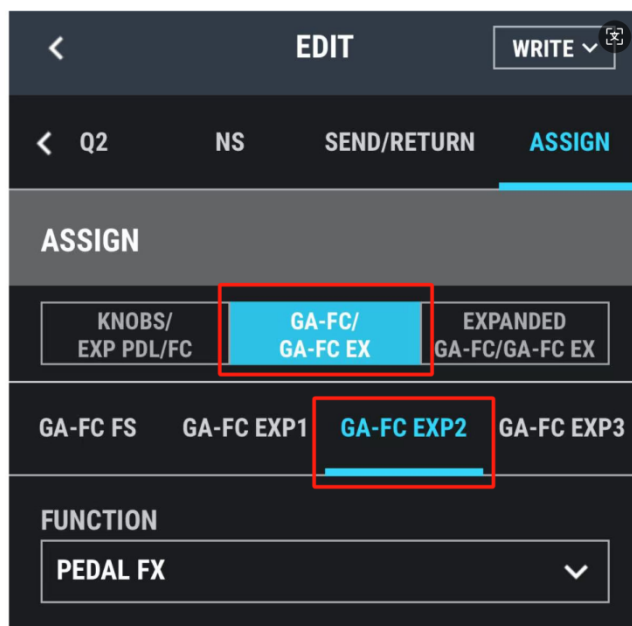 EDIT
WRITE
Q2 NS SEND/RETURN ASSIGN
ASSIGN
KNOBS/
EXP PDL/FC
GA-FC/
GA-FC EX
EXPANDED
GA-FC/GA-FC EX
GA-FC FS GA-FC EXP1 GA-FC EXP2 GA-FC EXP3
FUNCTION
PEDAL FX